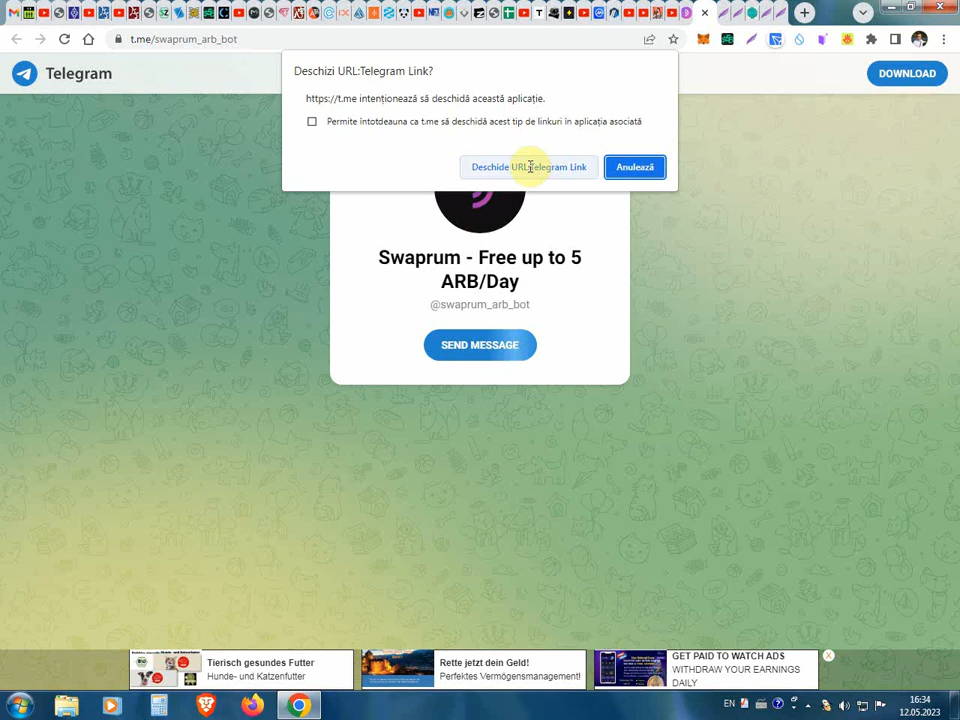 t.me/swaprum_arb_bot
Telegram
DOWNLOAD
Deschizi URL:Telegram Link?
https://t.me intenționează să deschidă această aplicație.
Permite întotdeauna ca t.me să deschidă acest tip de linkuri în aplicația asociată
Deschide URL:Telegram Link
Anulează
Swaprum - Free up to 5
ARB/Day
@swaprum_arb_bot
SEND MESSAGE
Tierisch gesundes Futter
Hunde- und Katzenfutter
Rette jetzt dein Geld!
Perfektes Vermögensmanagement!
GET PAID TO WATCH ADS
WITHDRAW YOUR EARNINGS
DAILY
EN
16:34
12.05.2023